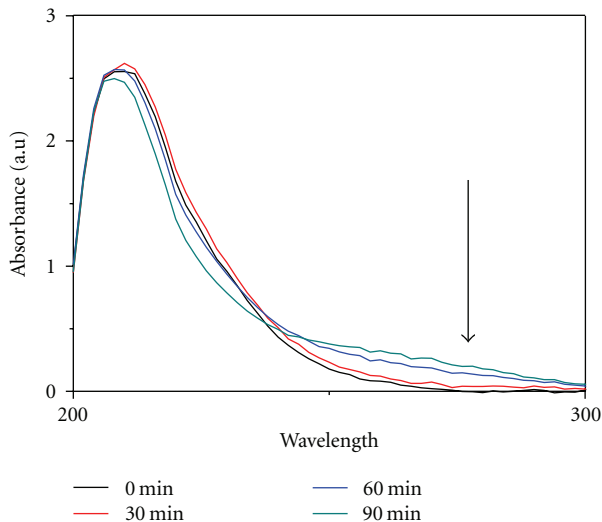 3
2
1
0
Absorbance (a.u)
200
300
Wavelength
0 min
30 min
60 min
90 min